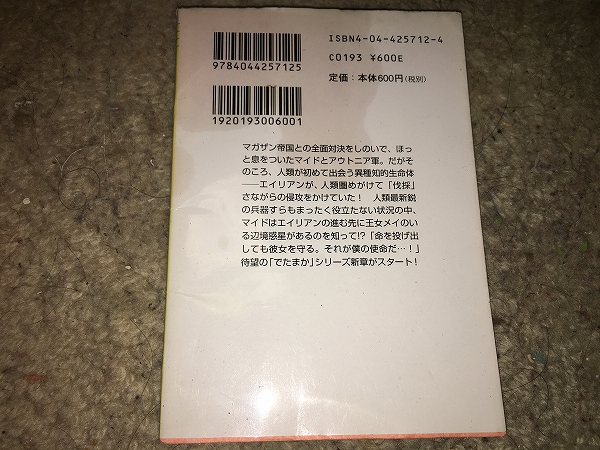 ISBN4-04-425712-4
C0193 ¥600E
定価：本体600円(税別)
9784044257125
1920193006001
マガザン帝国との全面対決をしのいで、ほっ
と息をついたマイドとアウトニア軍。だがそ
のころ、人類が初めて出会う異種知的生命体
――エイリアンが、人類圏めがけて「伐採」
さながらの侵攻をかけていた！　人類最新鋭
の兵器すらもまったく役立たない状況の中、
マイドはエイリアンの進む先に王女メイのい
る辺境惑星があるのを知って!?「命を投げ出
しても彼女を守る。それが僕の使命だ…！」
待望の「でたまか」シリーズ新章がスタート！